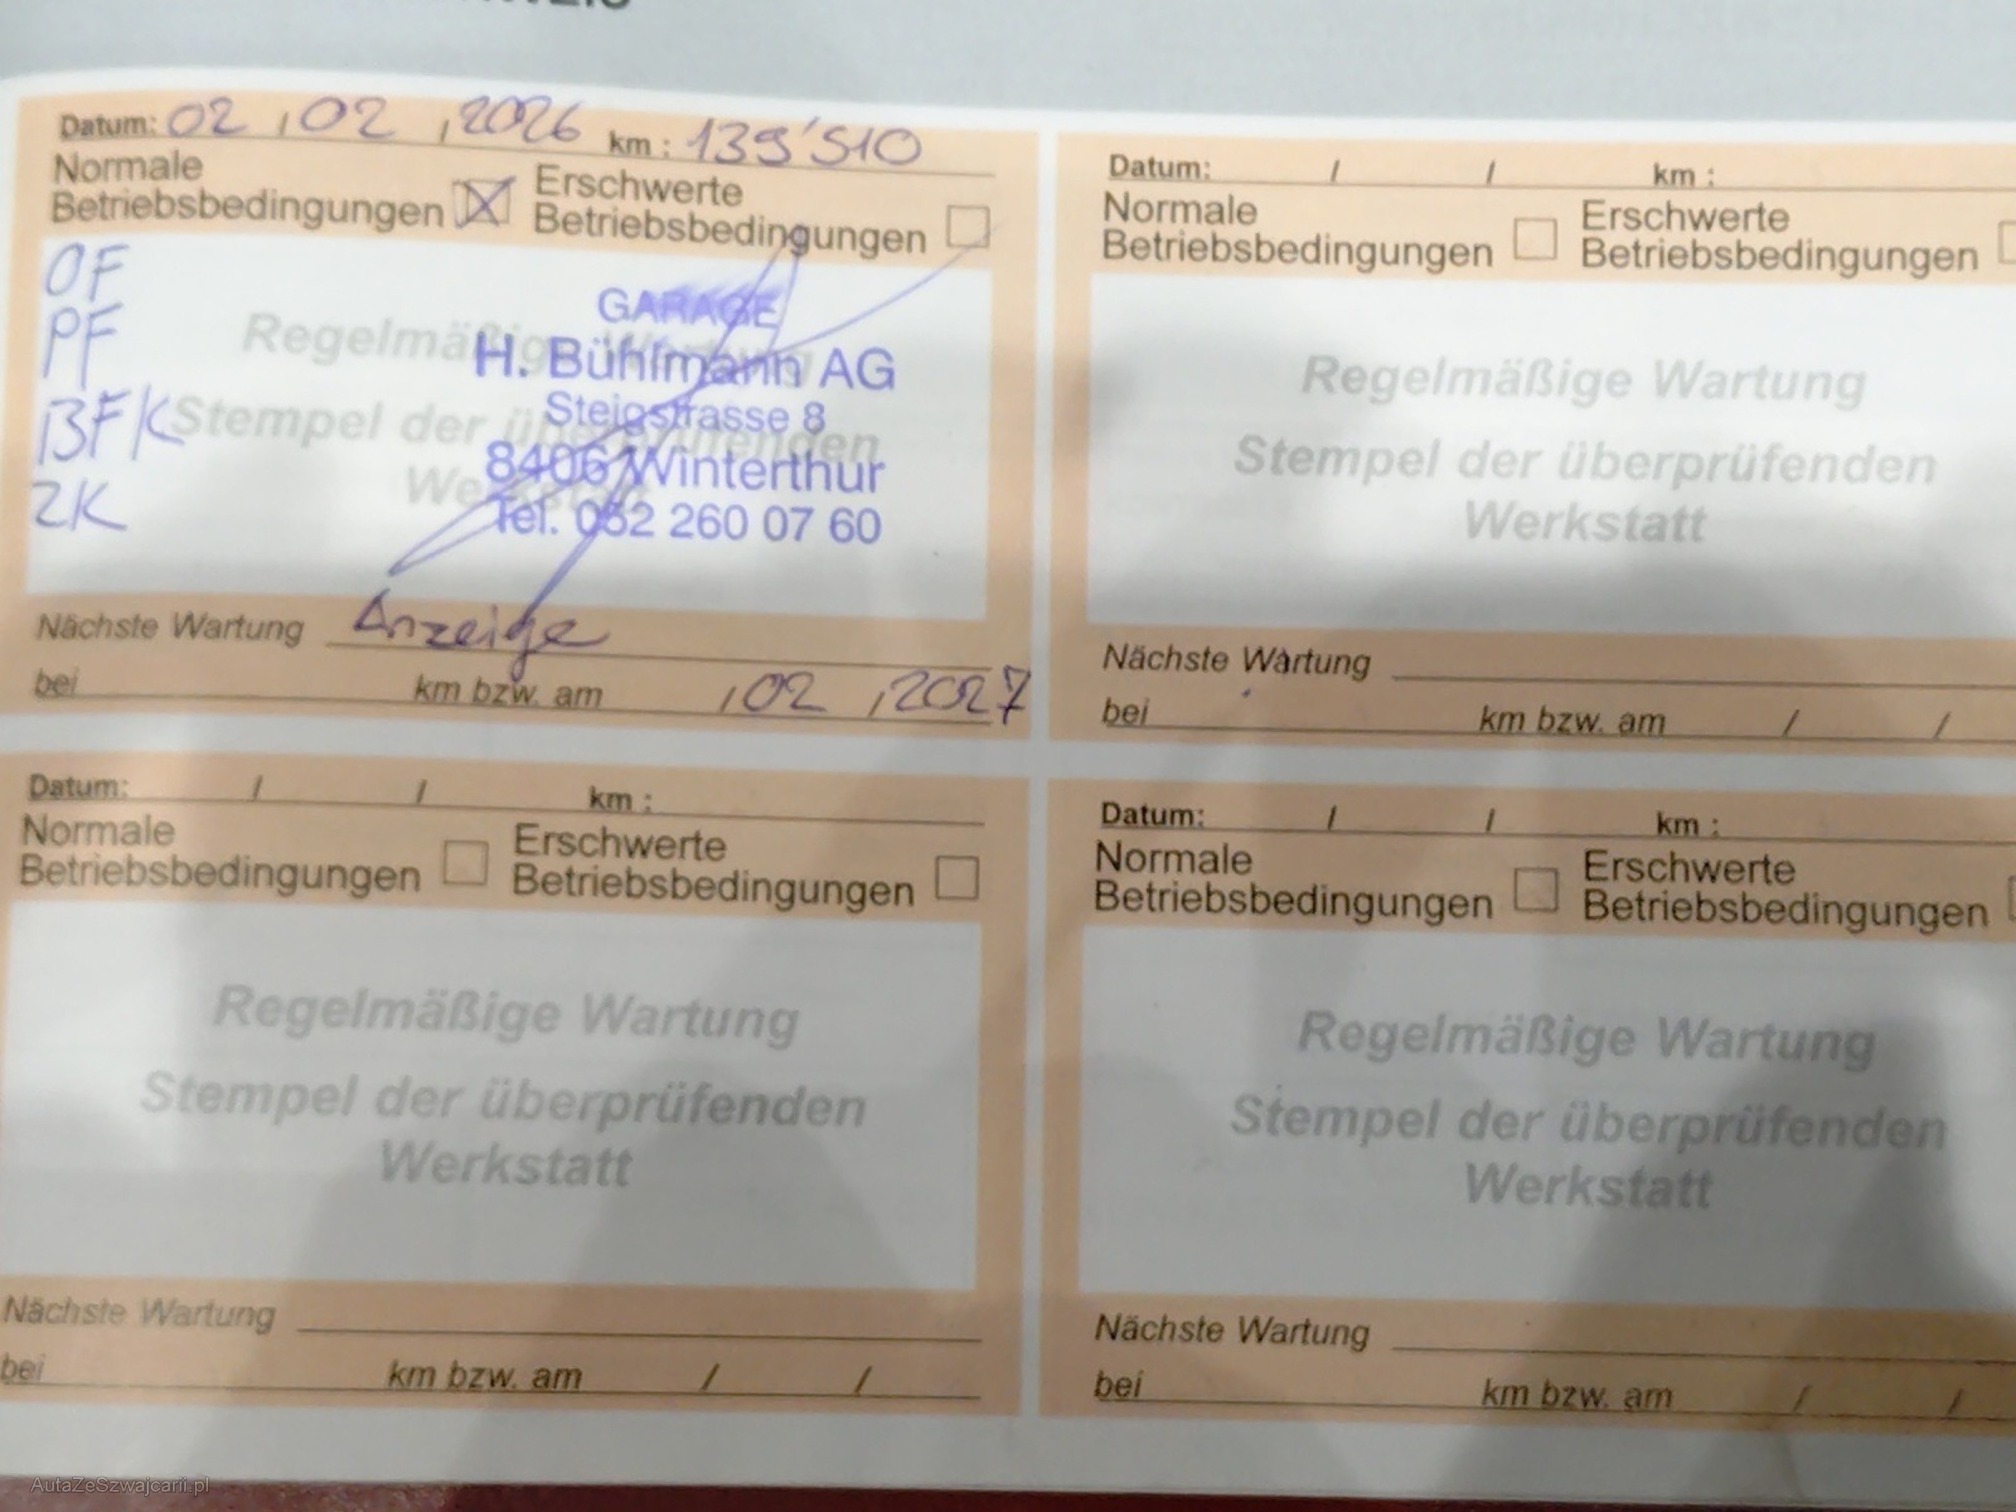 Datum: 02 / 02 / 2026 km : 139'510
Normale Betriebsbedingungen ☒ Erschwerte Betriebsbedingungen ☐
OF
PF
BFK
ZK
Regelmäßige Wartung
Stempel der überprüfenden
Werkstatt
GARAGE
H. Bühlmann AG
Steigstrasse 8
8406 Winterthur
Tel. 052 260 07 60
Nächste Wartung Anzeige
bei km bzw. am / 02 / 2027
Datum: / / km :
Normale Betriebsbedingungen ☐ Erschwerte Betriebsbedingungen ☐
Regelmäßige Wartung
Stempel der überprüfenden
Werkstatt
Nächste Wartung
bei km bzw. am / /
Datum: / / km :
Normale Betriebsbedingungen ☐ Erschwerte Betriebsbedingungen ☐
Regelmäßige Wartung
Stempel der überprüfenden
Werkstatt
Nächste Wartung
bei km bzw. am / /
Datum: / / km :
Normale Betriebsbedingungen ☐ Erschwerte Betriebsbedingungen ☐
Regelmäßige Wartung
Stempel der überprüfenden
Werkstatt
Nächste Wartung
bei km bzw. am / /
AutaZeSzwajcarii.pl